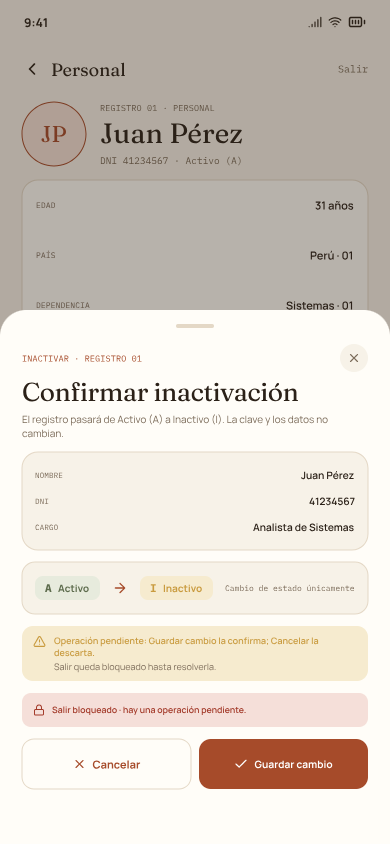 9:41
Personal
Salir
REGISTRO 01 · PERSONAL
JP
Juan Pérez
DNI 41234567 · Activo (A)
EDAD
31 años
PAÍS
Perú · 01
DEPENDENCIA
Sistemas · 01
INACTIVAR · REGISTRO 01
Confirmar inactivación
El registro pasará de Activo (A) a Inactivo (I). La clave y los datos no
cambian.
NOMBRE
Juan Pérez
DNI
41234567
CARGO
Analista de Sistemas
A Activo
I Inactivo
Cambio de estado únicamente
Operación pendiente: Guardar cambio la confirma; Cancelar la
descarta.
Salir queda bloqueado hasta resolverla.
Salir bloqueado · hay una operación pendiente.
Cancelar
Guardar cambio